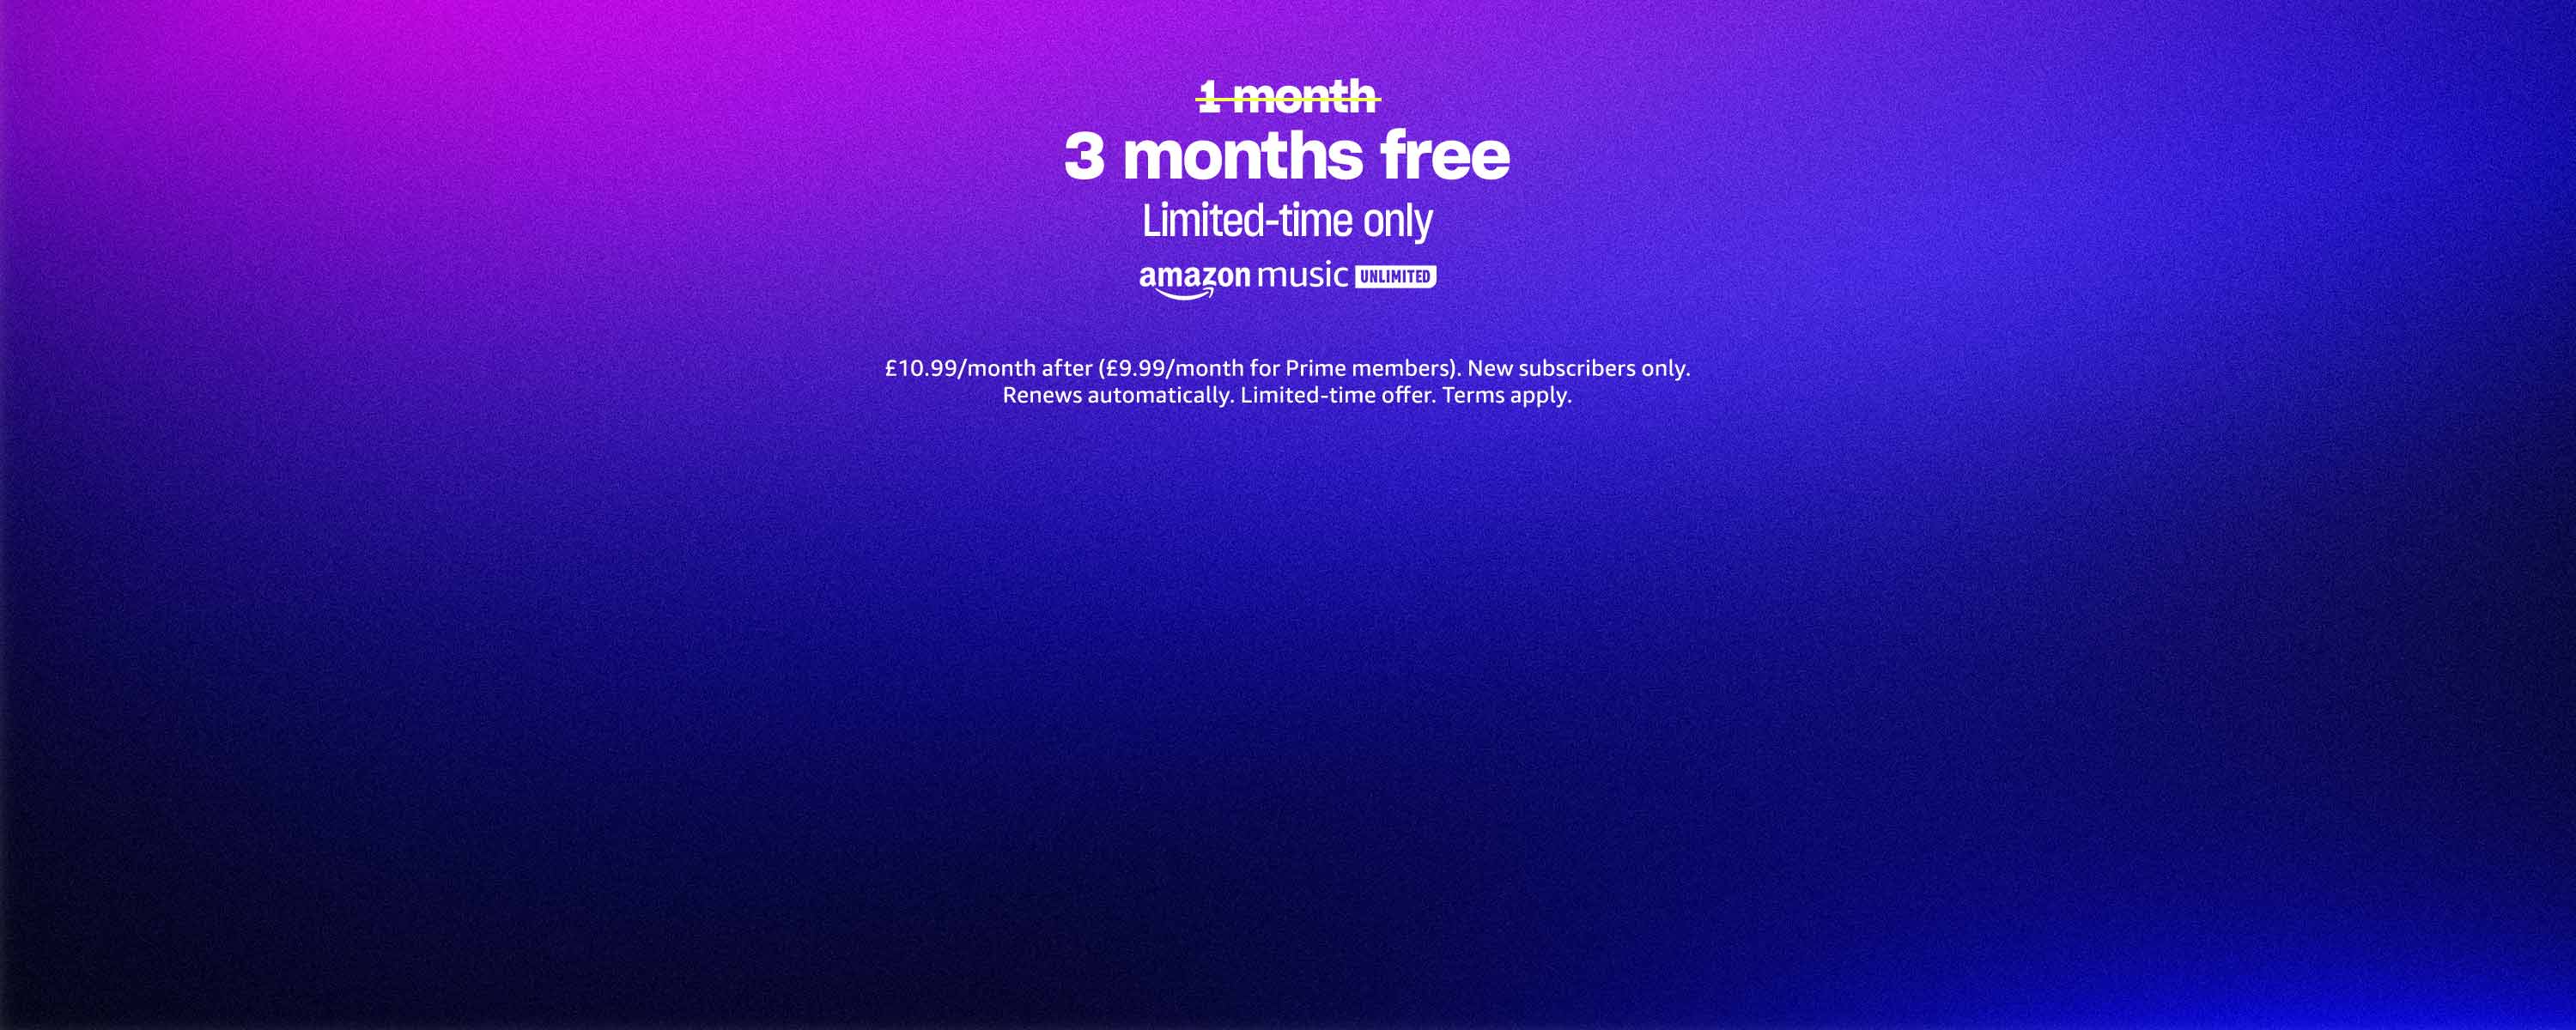 1 month
3 months free
Limited-time only
amazon music UNLIMITED
£10.99/month after (£9.99/month for Prime members). New subscribers only.
Renews automatically. Limited-time offer. Terms apply.